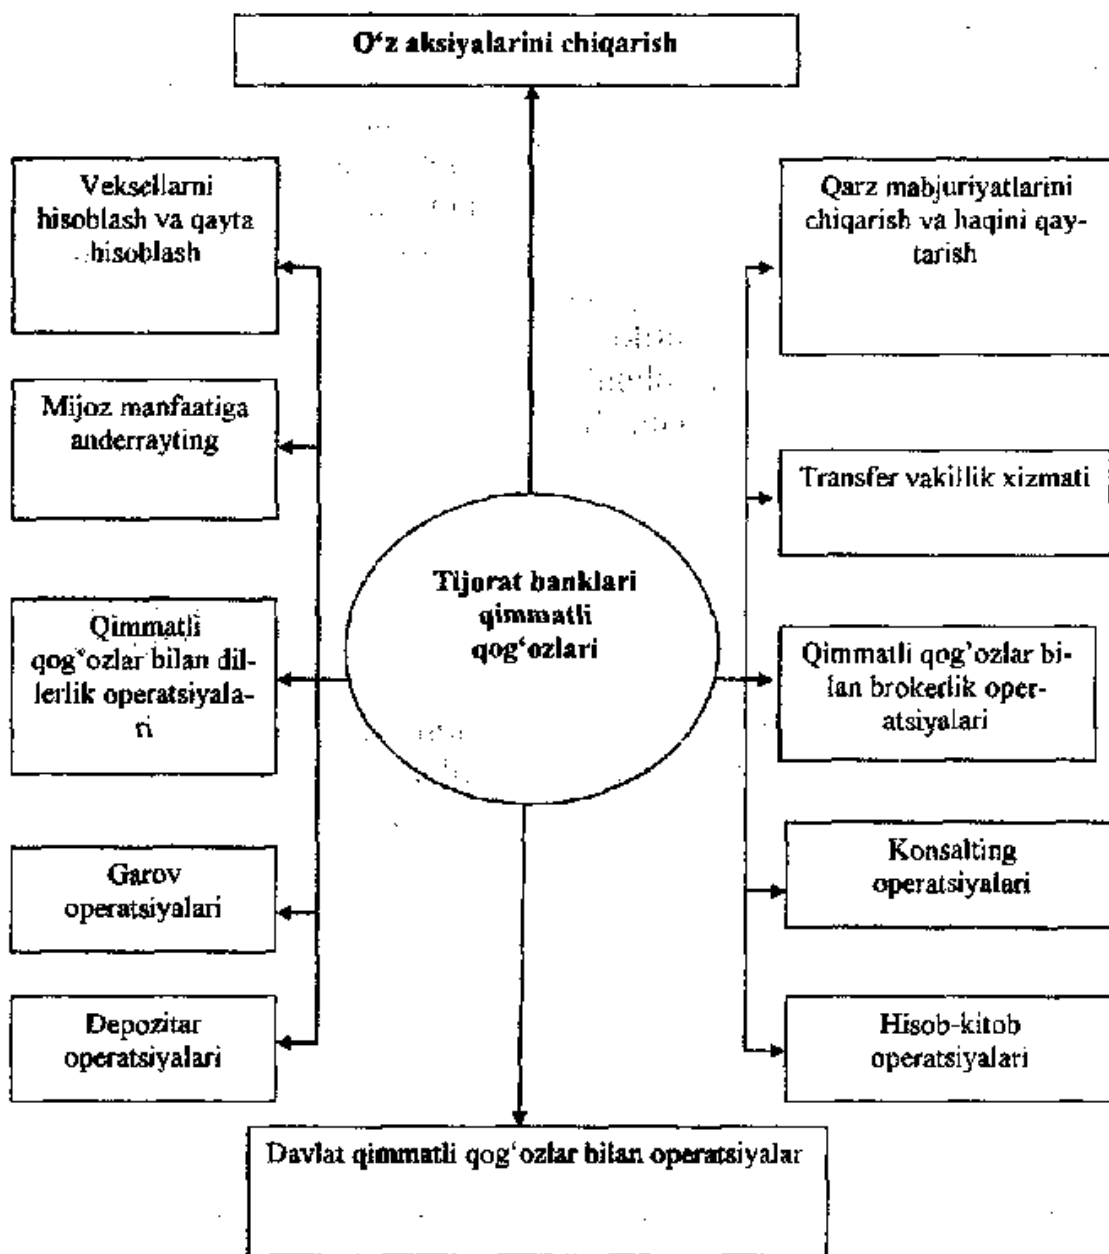 O‘z aksiyalarini chiqarish
Veksellarni
hisoblash va qayta
hisoblash
Qarz mabjuriyatlarini
chiqarish va haqini qay-
tarish
Mijoz manfaatiga
anderrayting
Transfer vakillik xizmati
Tijorat banklari
qimmatli
qog‘ozlari
Qimmatli
qog‘ozlar bilan dil-
lerlik operatsiyala-
ri
Qimmatli qog’ozlar bi-
lan brokerlik oper-
atsiyalari
Garov
operatsiyalari
Konsalting
operatsiyalari
Depozitar
operatsiyalari
Hisob-kitob
operatsiyalari
Davlat qimmatli qog‘ozlar bilan operatsiyalar